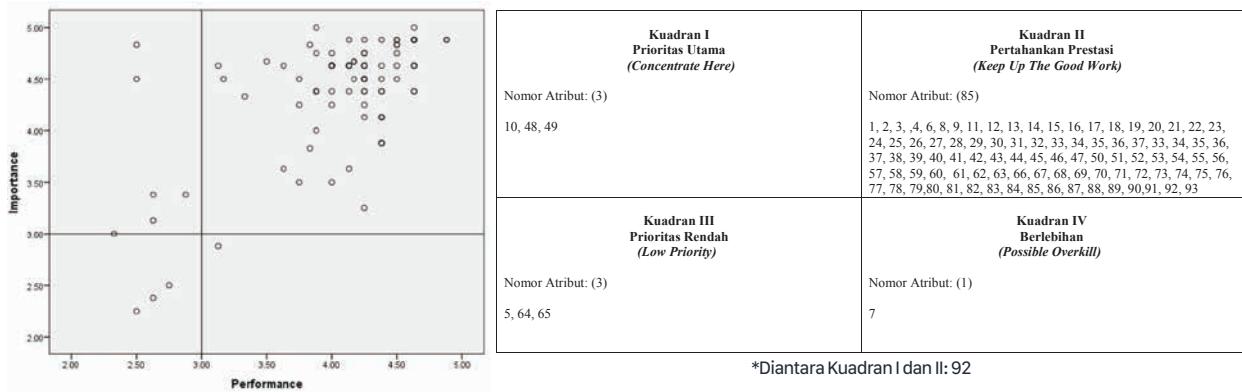 5.00
4.50
4.00
3.50
3.00
2.50
2.00
Importance
2.00 2.50 3.00 3.50 4.00 4.50 5.00
Performance
Kuadran I
Prioritas Utama
(Concentrate Here)
Nomor Atribut: (3)
10, 48, 49
Kuadran II
Pertahankan Prestasi
(Keep Up The Good Work)
Nomor Atribut: (85)
1, 2, 3, ,4, 6, 8, 9, 11, 12, 13, 14, 15, 16, 17, 18, 19, 20, 21, 22, 23,
24, 25, 26, 27, 28, 29, 30, 31, 32, 33, 34, 35, 36, 37, 33, 34, 35, 36,
37, 38, 39, 40, 41, 42, 43, 44, 45, 46, 47, 50, 51, 52, 53, 54, 55, 56,
57, 58, 59, 60, 61, 62, 63, 66, 67, 68, 69, 70, 71, 72, 73, 74, 75, 76,
77, 78, 79,80, 81, 82, 83, 84, 85, 86, 87, 88, 89, 90,91, 92, 93
Kuadran III
Prioritas Rendah
(Low Priority)
Nomor Atribut: (3)
5, 64, 65
Kuadran IV
Berlebihan
(Possible Overkill)
Nomor Atribut: (1)
7
*Diantara Kuadran I dan II: 92